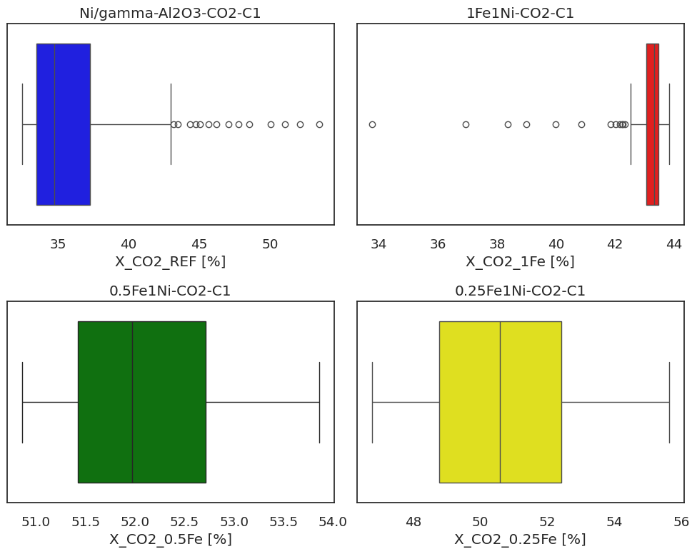 Ni/gamma-Al2O3-CO2-C1
1Fe1Ni-CO2-C1
35 40 45 50
34 36 38 40 42 44
X_CO2_REF [%]
X_CO2_1Fe [%]
0.5Fe1Ni-CO2-C1
0.25Fe1Ni-CO2-C1
51.0 51.5 52.0 52.5 53.0 53.5 54.0
48 50 52 54 56
X_CO2_0.5Fe [%]
X_CO2_0.25Fe [%]